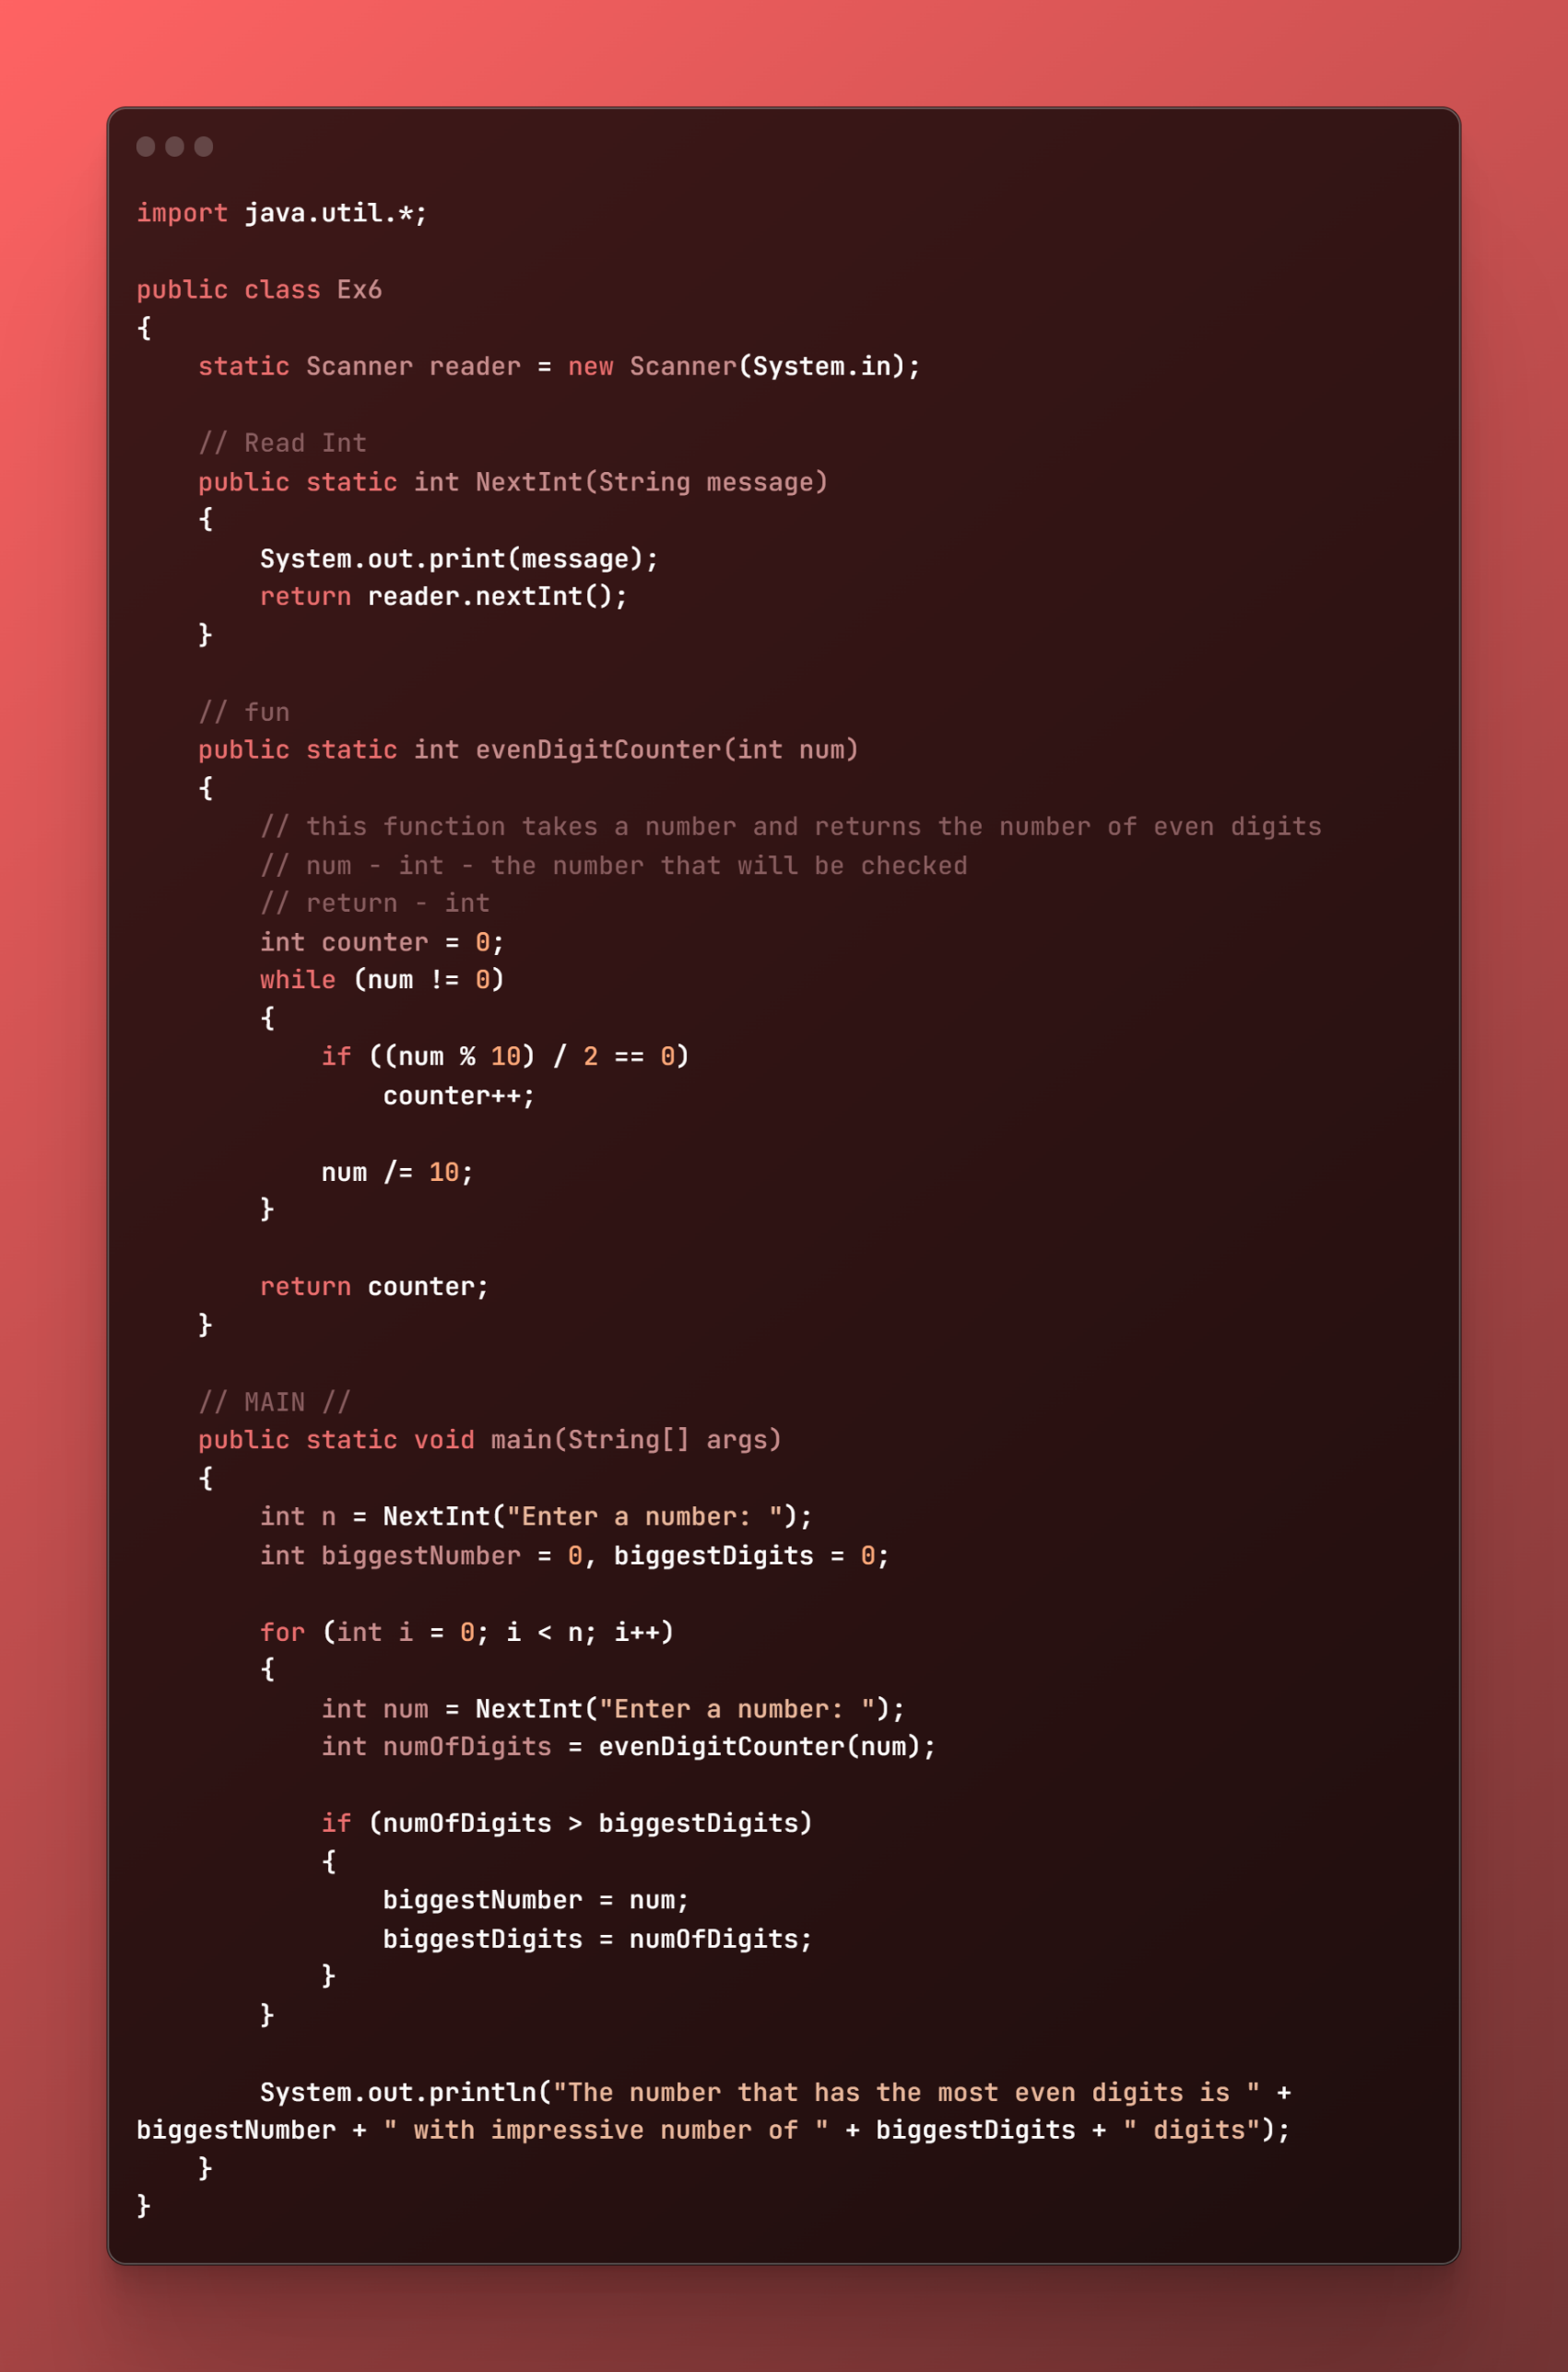 import java.util.*;

public class Ex6
{
    static Scanner reader = new Scanner(System.in);

    // Read Int
    public static int NextInt(String message)
    {
        System.out.print(message);
        return reader.nextInt();
    }

    // fun
    public static int evenDigitCounter(int num)
    {
        // this function takes a number and returns the number of even digits
        // num - int - the number that will be checked
        // return - int
        int counter = 0;
        while (num != 0)
        {
            if ((num % 10) / 2 == 0)
                counter++;

            num /= 10;
        }

        return counter;
    }

    // MAIN //
    public static void main(String[] args)
    {
        int n = NextInt("Enter a number: ");
        int biggestNumber = 0, biggestDigits = 0;

        for (int i = 0; i < n; i++)
        {
            int num = NextInt("Enter a number: ");
            int numOfDigits = evenDigitCounter(num);

            if (numOfDigits > biggestDigits)
            {
                biggestNumber = num;
                biggestDigits = numOfDigits;
            }
        }

        System.out.println("The number that has the most even digits is " +
biggestNumber + " with impressive number of " + biggestDigits + " digits");
    }
}